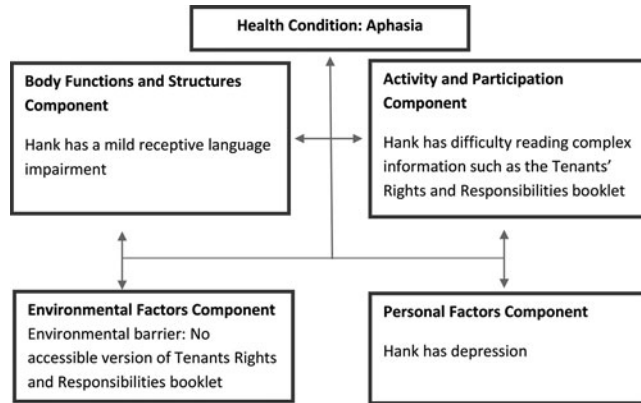 Health Condition: Aphasia
Body Functions and Structures
Component
Hank has a mild receptive language
impairment
Activity and Participation
Component
Hank has difficulty reading complex
information such as the Tenants’
Rights and Responsibilities booklet
Environmental Factors Component
Environmental barrier: No
accessible version of Tenants Rights
and Responsibilities booklet
Personal Factors Component
Hank has depression